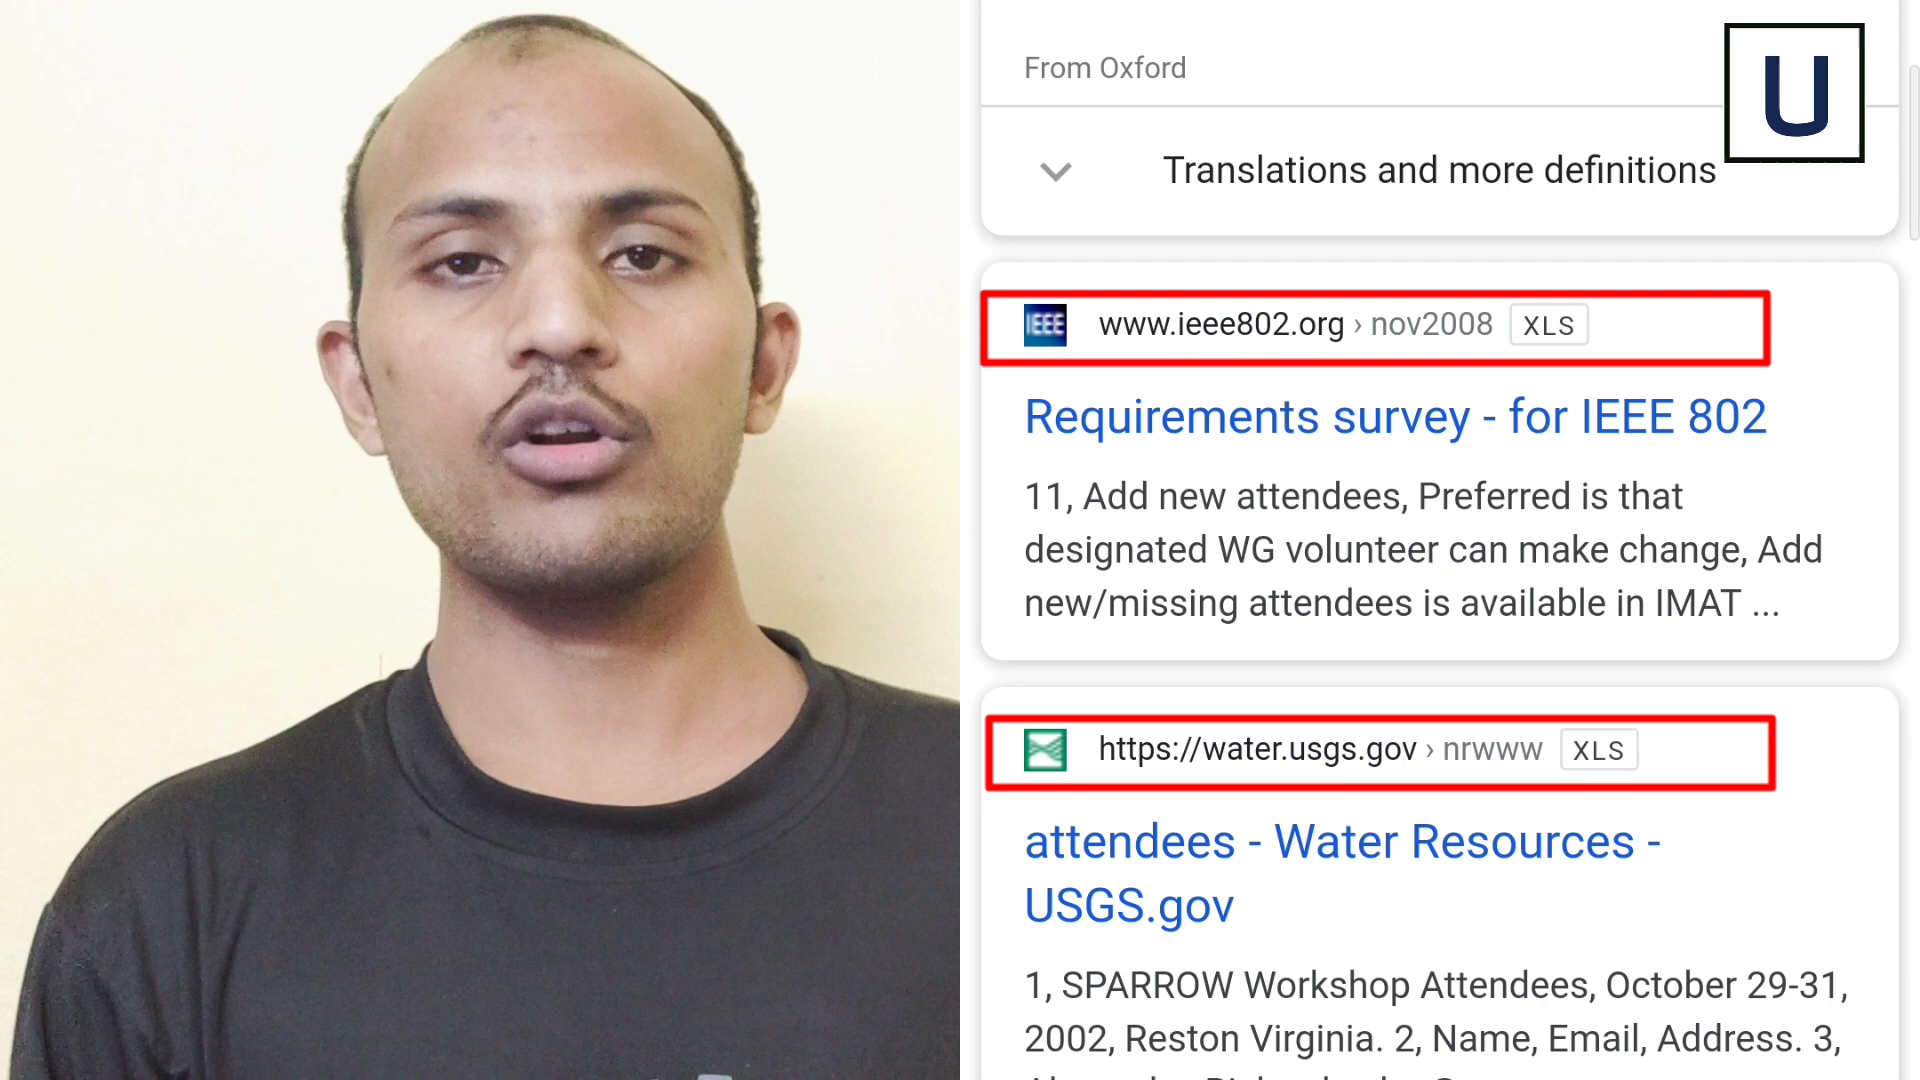 From Oxford
U
Translations and more definitions
IEEE www.ieee802.org › nov2008 XLS
Requirements survey - for IEEE 802
11, Add new attendees, Preferred is that
designated WG volunteer can make change, Add
new/missing attendees is available in IMAT ...
https://water.usgs.gov › nrwww XLS
attendees - Water Resources -
USGS.gov
1, SPARROW Workshop Attendees, October 29-31,
2002, Reston Virginia. 2, Name, Email, Address. 3,